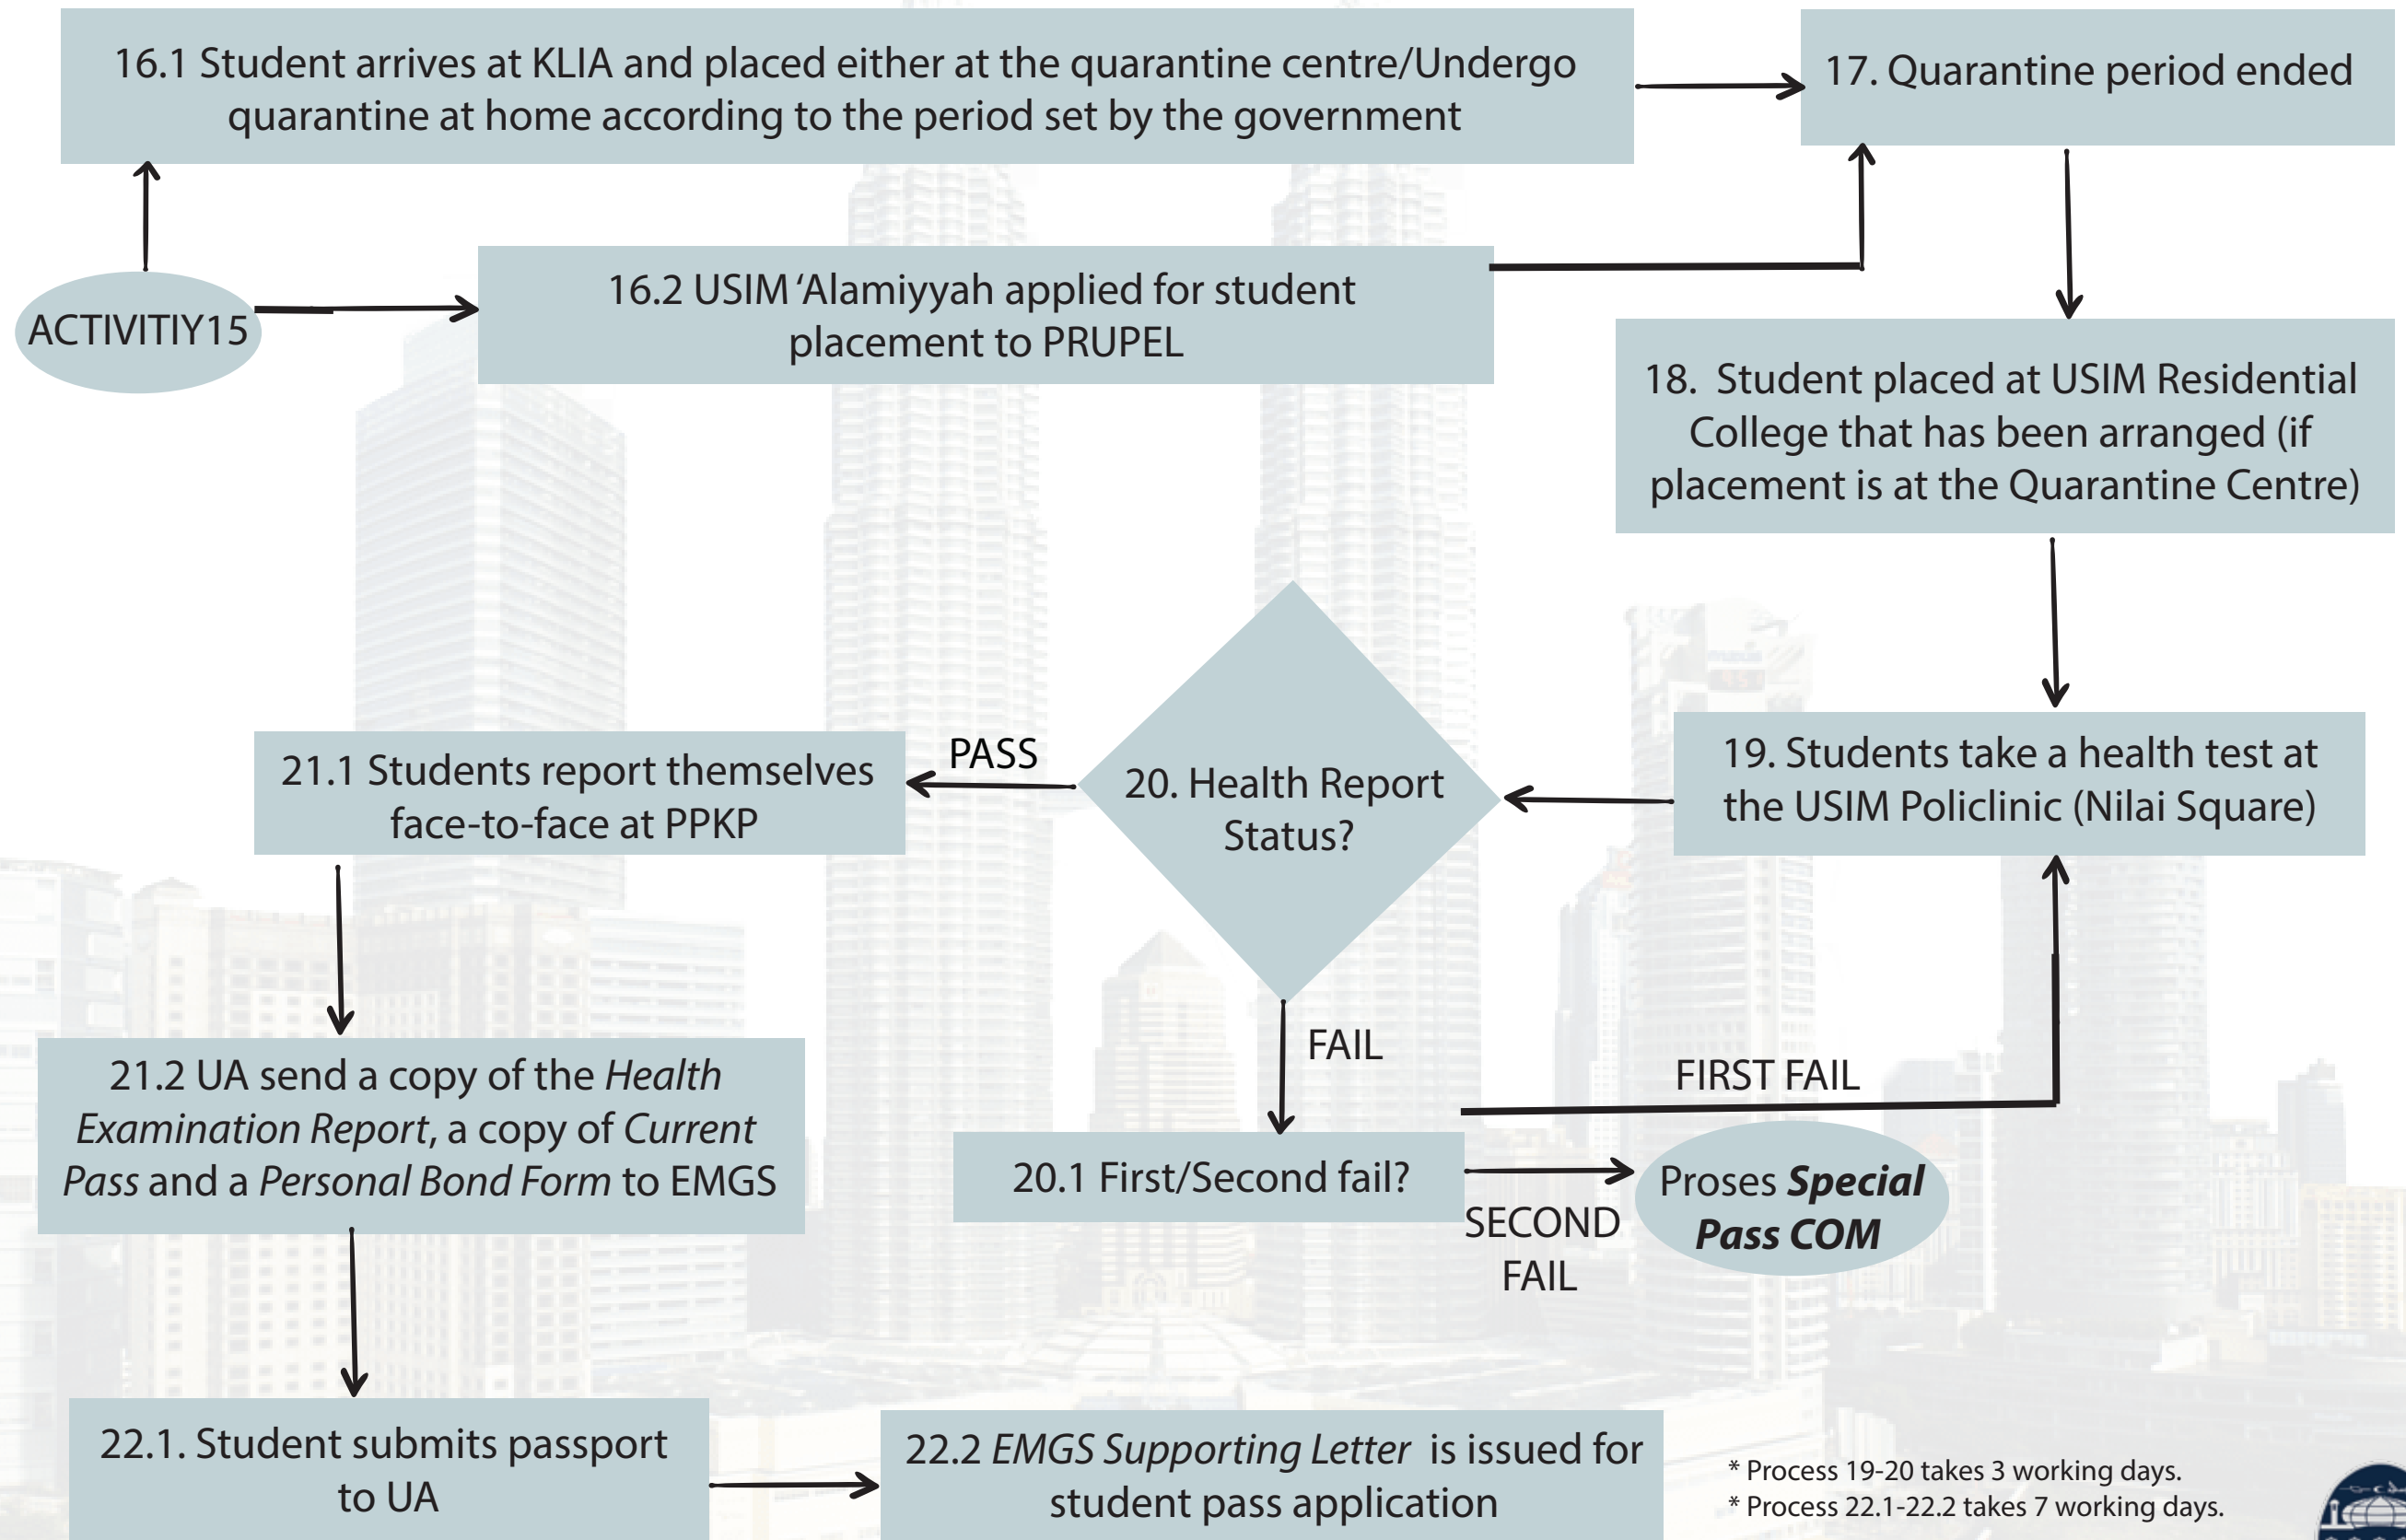 16.1 Student arrives at KLIA and placed either at the quarantine centre/Undergo
quarantine at home according to the period set by the government
17. Quarantine period ended
ACTIVITIY15
16.2 USIM ‘Alamiyyah applied for student
placement to PRUPEL
18. Student placed at USIM Residential
College that has been arranged (if
placement is at the Quarantine Centre)
19. Students take a health test at
the USIM Policlinic (Nilai Square)
20. Health Report
Status?
PASS
21.1 Students report themselves
face-to-face at PPKP
FAIL
21.2 UA send a copy of the Health
Examination Report, a copy of Current
Pass and a Personal Bond Form to EMGS
FIRST FAIL
20.1 First/Second fail?
SECOND
FAIL
Proses Special
Pass COM
22.1. Student submits passport
to UA
22.2 EMGS Supporting Letter is issued for
student pass application
* Process 19-20 takes 3 working days.
* Process 22.1-22.2 takes 7 working days.